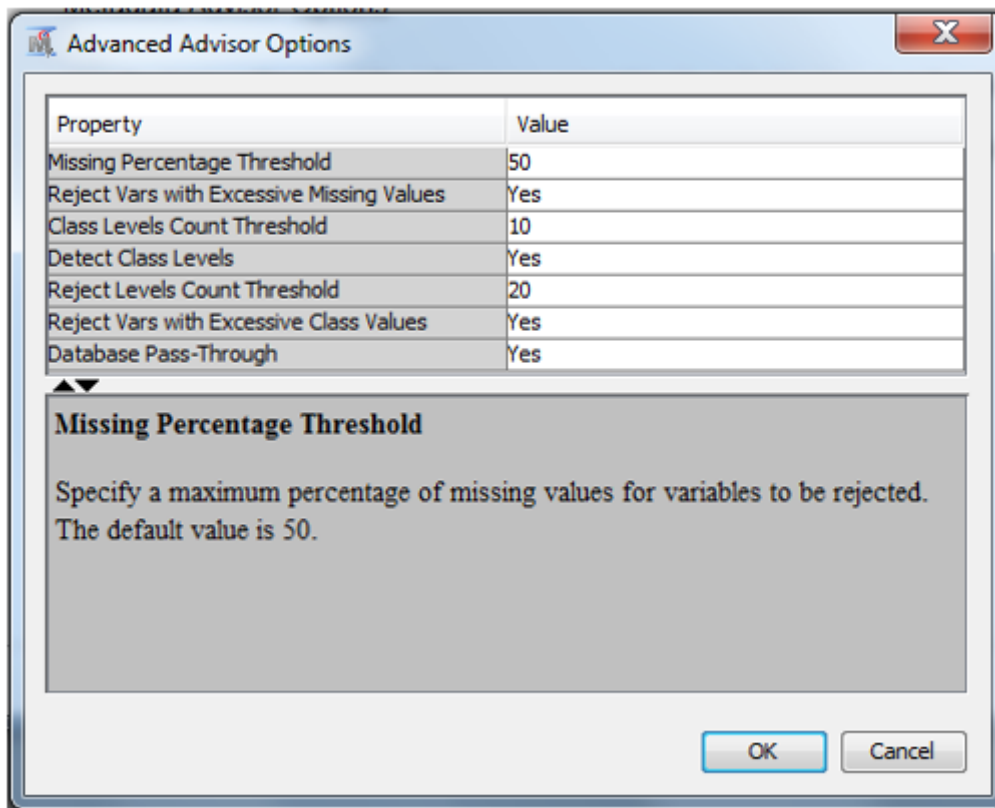 Metadata Advisor Options
Advanced Advisor Options
Property Value
Missing Percentage Threshold 50
Reject Vars with Excessive Missing Values Yes
Class Levels Count Threshold 10
Detect Class Levels Yes
Reject Levels Count Threshold 20
Reject Vars with Excessive Class Values Yes
Database Pass-Through Yes
Missing Percentage Threshold
Specify a maximum percentage of missing values for variables to be rejected.
The default value is 50.
OK Cancel